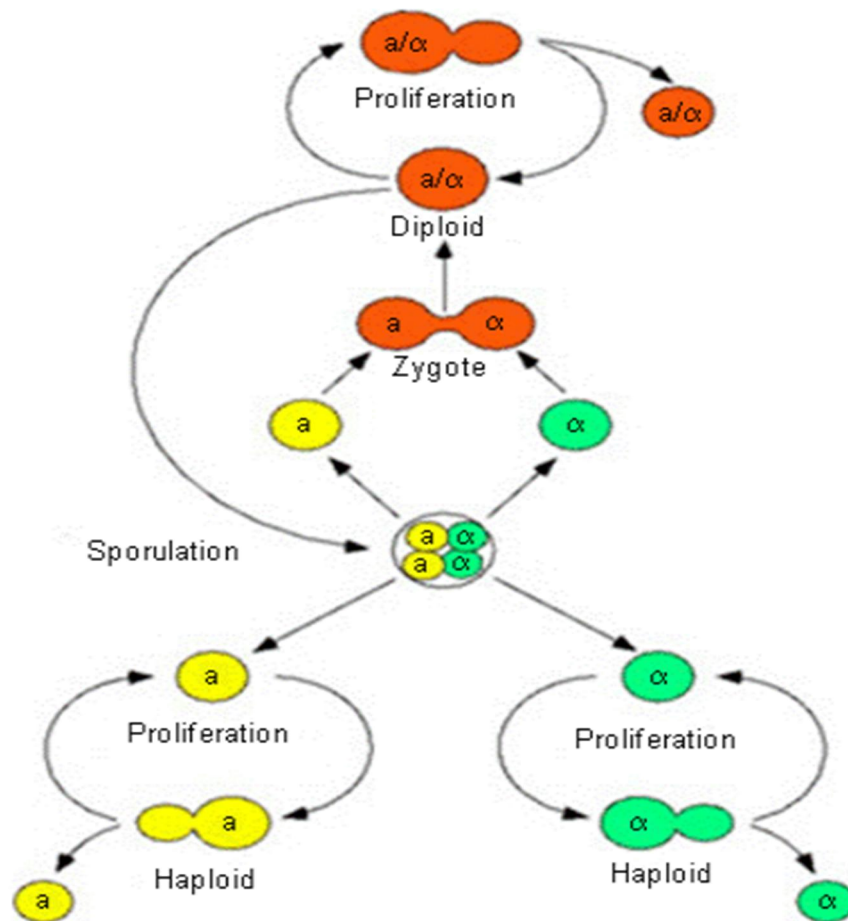 a/α
Proliferation
a/α
a/α
Diploid
a α
Zygote
a α
a α
a α
Sporulation
a α
Proliferation Proliferation
a α
Haploid Haploid
a α